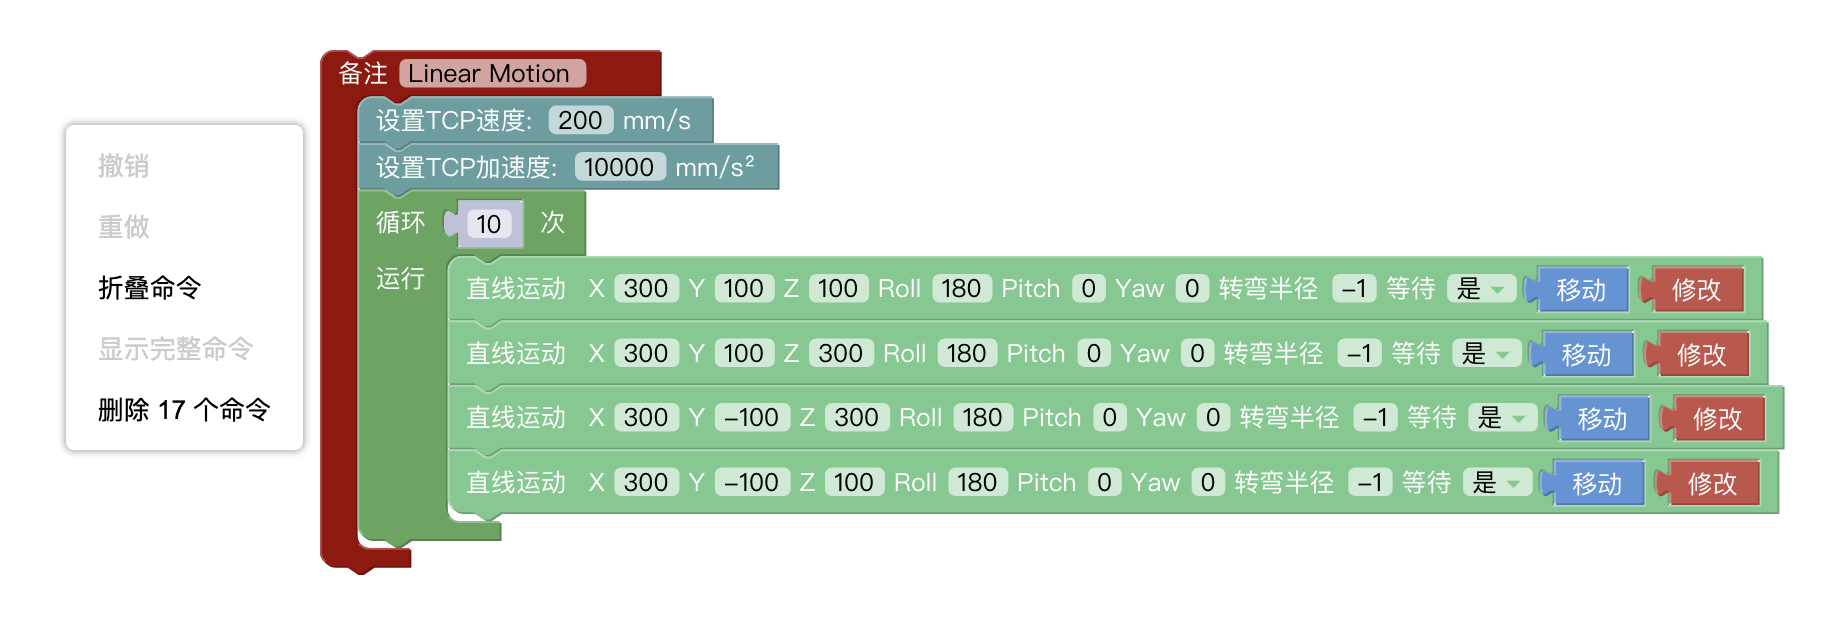 撤销
重做
折叠命令
显示完整命令
删除 17 个命令
备注 Linear Motion
设置TCP速度: 200 mm/s
设置TCP加速度: 10000 mm/s²
循环 10 次
运行
直线运动 X 300 Y 100 Z 100 Roll 180 Pitch 0 Yaw 0 转弯半径 -1 等待 是 移动 修改
直线运动 X 300 Y 100 Z 300 Roll 180 Pitch 0 Yaw 0 转弯半径 -1 等待 是 移动 修改
直线运动 X 300 Y -100 Z 300 Roll 180 Pitch 0 Yaw 0 转弯半径 -1 等待 是 移动 修改
直线运动 X 300 Y -100 Z 100 Roll 180 Pitch 0 Yaw 0 转弯半径 -1 等待 是 移动 修改